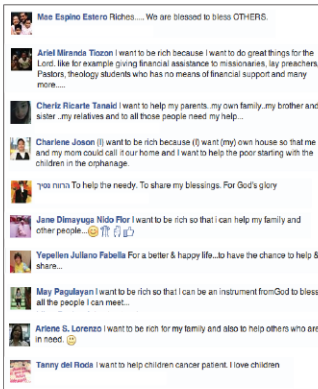 Mae Espino Estero Riches..... We are blessed to bless OTHERS.
Ariel Miranda Tiozon I want to be rich because I want to do great things for the
Lord. like for example giving financial assistance to missionaries, lay preachers,
Pastors, theology students who has no means of financial support and many
more.....
Cheriz Ricarte Tanaid I want to help my parents..my own family..my brother and
sister ..my relatives and to all those people need my help...
Charlene Joson (I) want to be rich because (I) want (my) own house so that me
and my mom could call it our home and I want to help the poor starting with the
children in the orphanage.
To help the needy. To share my blessings. For God's glory
Jane Dimayuga Nido Flor I want to be rich so that i can help my family and
other people...
Yepellen Juliano Fabella For a better & happy life...to have the chance to help &
share...
May Pagulayan I want to be rich so that I can be an instrument fromGod to bless
all the people I can meet...
Arlene S. Lorenzo I want to be rich for my family and also to help others who are
in need.
Tanny del Roda I want to help children cancer patient. I love children